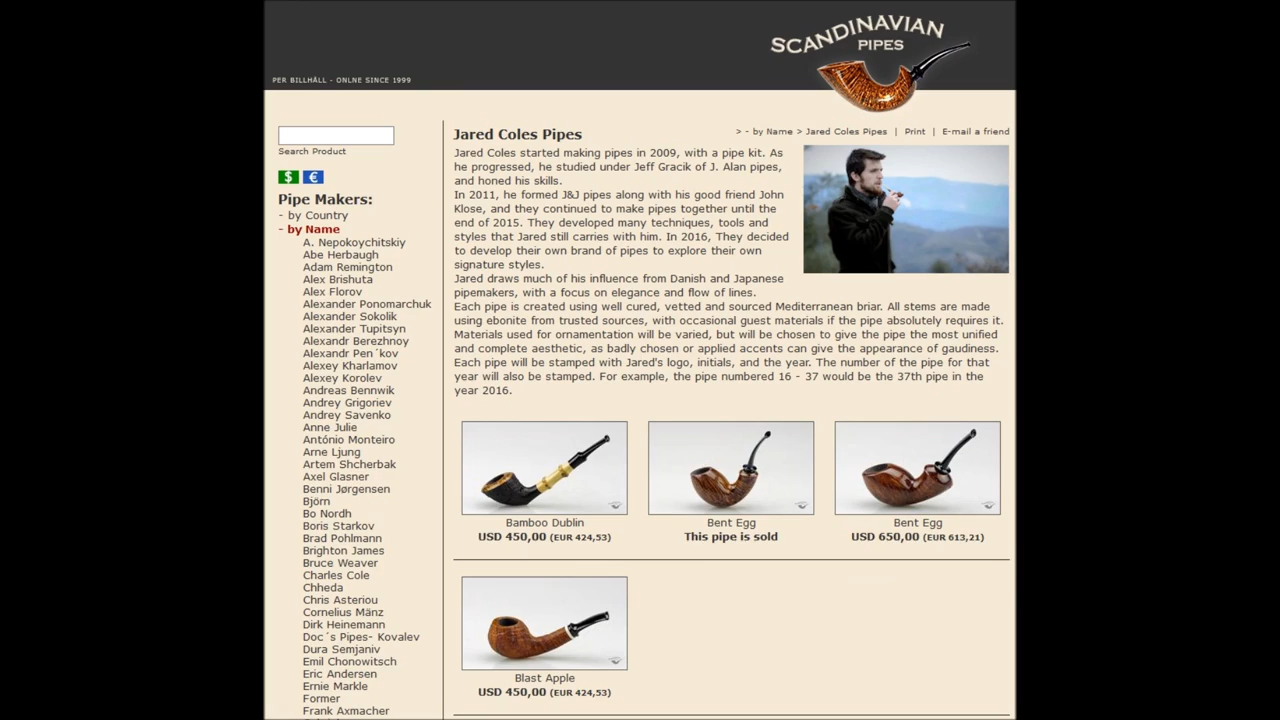 SCANDINAVIAN
PIPES
PER BILLHÄLL - ONLNE SINCE 1999
Search Product
$ €
Pipe Makers:
- by Country
- by Name
A. Nepokoychitskiy
Abe Herbaugh
Adam Remington
Alex Brishuta
Alex Florov
Alexander Ponomarchuk
Alexander Sokolik
Alexander Tupitsyn
Alexandr Berezhnoy
Alexandr Pen´kov
Alexey Kharlamov
Alexey Korolev
Andreas Bennwik
Andrey Grigoriev
Andrey Savenko
Anne Julie
António Monteiro
Arne Ljung
Artem Shcherbak
Axel Glasner
Benni Jørgensen
Björn
Bo Nordh
Boris Starkov
Brad Pohlmann
Brighton James
Bruce Weaver
Charles Cole
Chheda
Chris Asteriou
Cornelius Mänz
Dirk Heinemann
Doc´s Pipes- Kovalev
Dura Semjaniv
Emil Chonowitsch
Eric Andersen
Ernie Markle
Former
Frank Axmacher
Jared Coles Pipes
> - by Name > Jared Coles Pipes | Print | E-mail a friend
Jared Coles started making pipes in 2009, with a pipe kit. As
he progressed, he studied under Jeff Gracik of J. Alan pipes,
and honed his skills.
In 2011, he formed J&J pipes along with his good friend John
Klose, and they continued to make pipes together until the
end of 2015. They developed many techniques, tools and
styles that Jared still carries with him. In 2016, They decided
to develop their own brand of pipes to explore their own
signature styles.
Jared draws much of his influence from Danish and Japanese
pipemakers, with a focus on elegance and flow of lines.
Each pipe is created using well cured, vetted and sourced Mediterranean briar. All stems are made
using ebonite from trusted sources, with occasional guest materials if the pipe absolutely requires it.
Materials used for ornamentation will be varied, but will be chosen to give the pipe the most unified
and complete aesthetic, as badly chosen or applied accents can give the appearance of gaudiness.
Each pipe will be stamped with Jared's logo, initials, and the year. The number of the pipe for that
year will also be stamped. For example, the pipe numbered 16 - 37 would be the 37th pipe in the
year 2016.
Bamboo Dublin
USD 450,00 (EUR 424,53)
Bent Egg
This pipe is sold
Bent Egg
USD 650,00 (EUR 613,21)
Blast Apple
USD 450,00 (EUR 424,53)